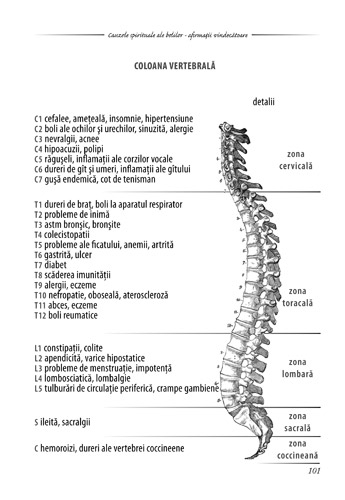 Cauzele spirituale ale bolilor - afirmații vindecătoare
COLOANA VERTEBRALĂ
detalii
C1 cefalee, amețeală, insomnie, hipertensiune
C2 boli ale ochilor și urechilor, sinuzită, alergie
C3 nevralgii, acnee
C4 hipoacuzii, polipi
C5 răgușeli, inflamații ale corzilor vocale
C6 dureri de gît și umeri, inflamații ale gîtului
C7 gușă endemică, cot de tenisman
zona
cervicală
T1 dureri de braț, boli la aparatul respirator
T2 probleme de inimă
T3 astm bronșic, bronșite
T4 colecistopatii
T5 probleme ale ficatului, anemii, artrită
T6 gastrită, ulcer
T7 diabet
T8 scăderea imunității
T9 alergii, eczeme
T10 nefropatie, oboseală, ateroscleroză
T11 abces, eczeme
T12 boli reumatice
zona
toracală
L1 constipații, colite
L2 apendicită, varice hipostatice
L3 probleme de menstruație, impotență
L4 lombosciatică, lombalgie
L5 tulburări de circulație periferică, crampe gambiene
zona
lombară
S ileită, sacralgii
zona
sacrală
C hemoroizi, dureri ale vertebrei coccineene
zona
coccineană
101